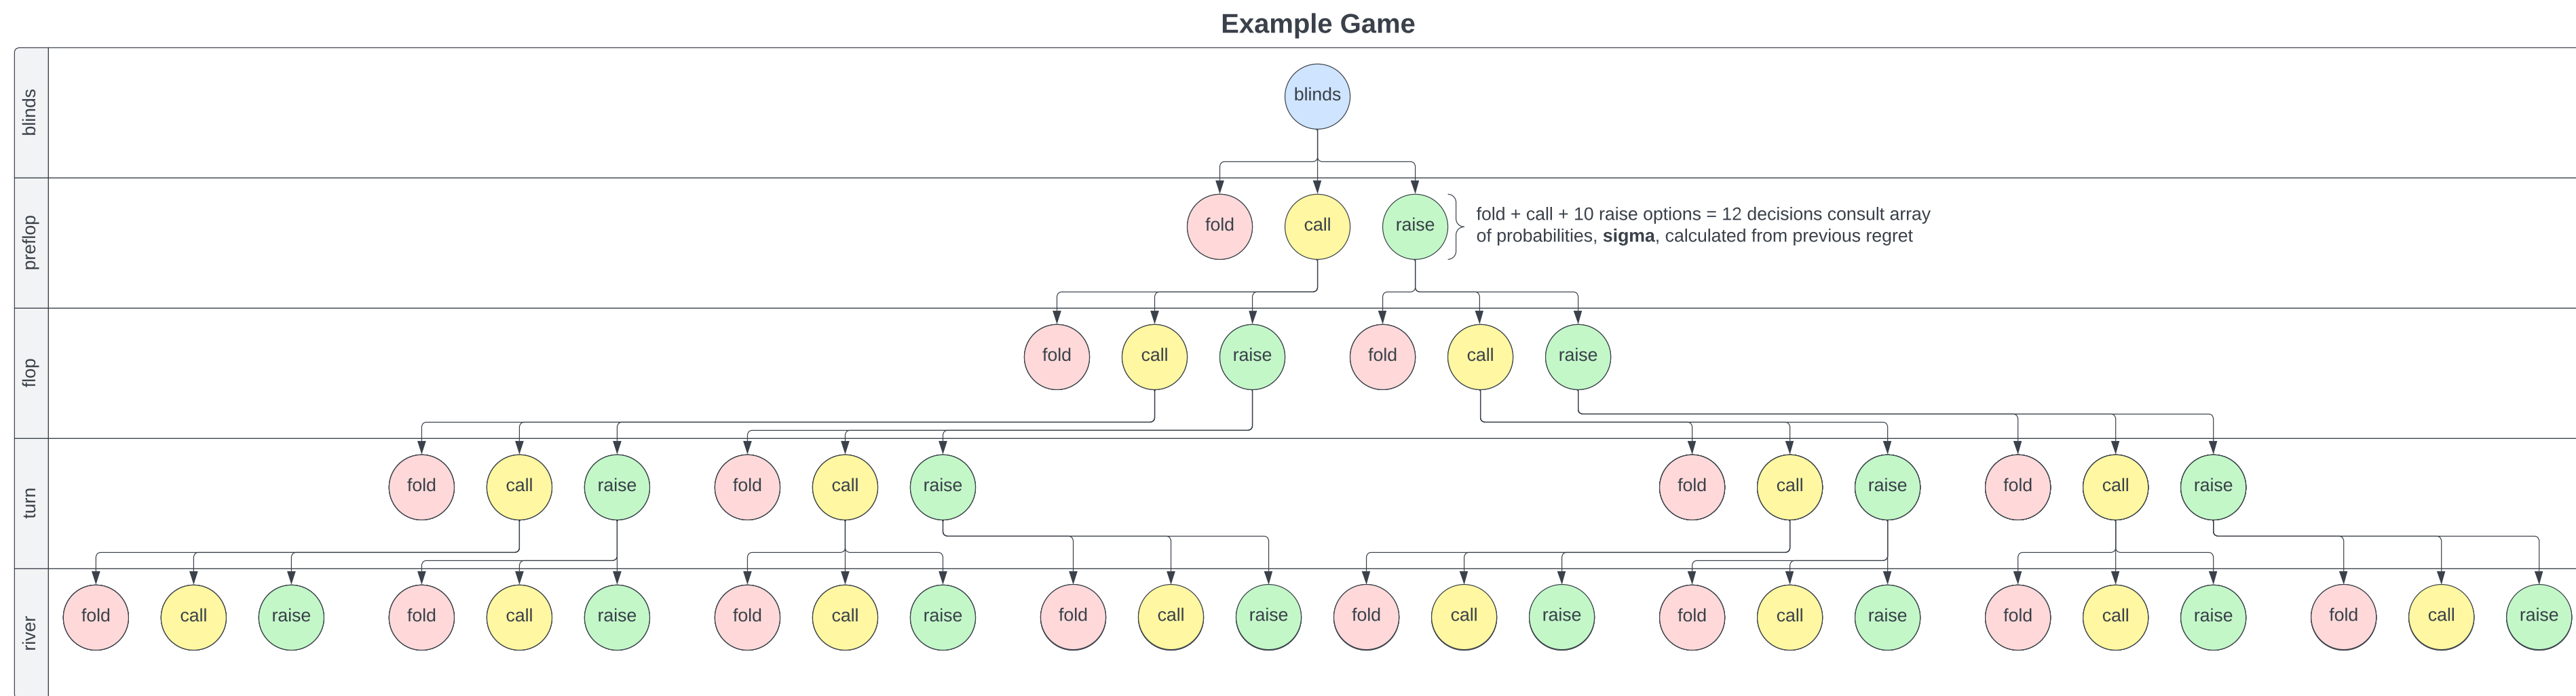 Example Game
blinds
blinds
preflop
fold
call
raise
fold + call + 10 raise options = 12 decisions consult array
of probabilities, sigma, calculated from previous regret
flop
fold
call
raise
fold
call
raise
turn
fold
call
raise
fold
call
raise
fold
call
raise
fold
call
raise
river
fold
call
raise
fold
call
raise
fold
call
raise
fold
call
raise
fold
call
raise
fold
call
raise
fold
call
raise
fold
call
raise